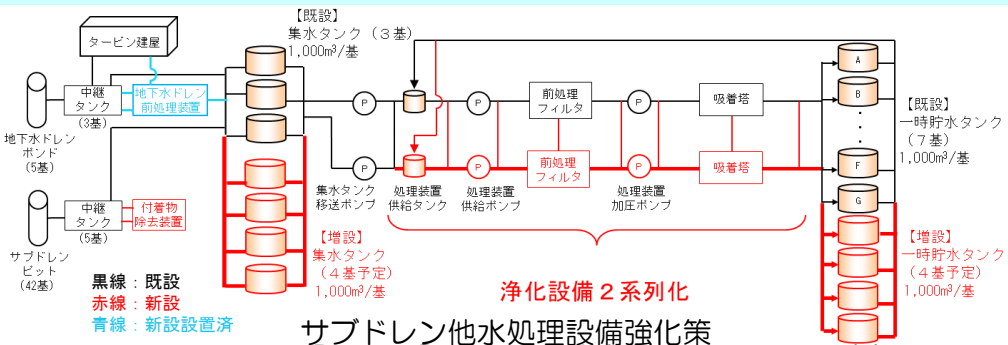 【既設】
集水タンク（３基）
1,000m³/基
タービン建屋
中継
タンク
(3基)
地下水ドレン
前処理装置
地下水ドレン
ポンド
(5基)
中継
タンク
(5基)
付着物
除去装置
サブドレン
ピット
(42基)
P
P
集水タンク
移送ポンプ
処理装置
供給タンク
P
P
処理装置
供給ポンプ
前処理
フィルタ
前処理
フィルタ
P
P
処理装置
加圧ポンプ
吸着塔
吸着塔
A
B
・
・
・
F
G
【既設】
一時貯水タンク
(７基)
1,000m³/基
【増設】
集水タンク
（４基予定）
1,000m³/基
【増設】
一時貯水タンク
(４基予定)
1,000m³/基
黒線：既設
赤線：新設
青線：新設設置済
浄化設備２系列化
サブドレン他水処理設備強化策